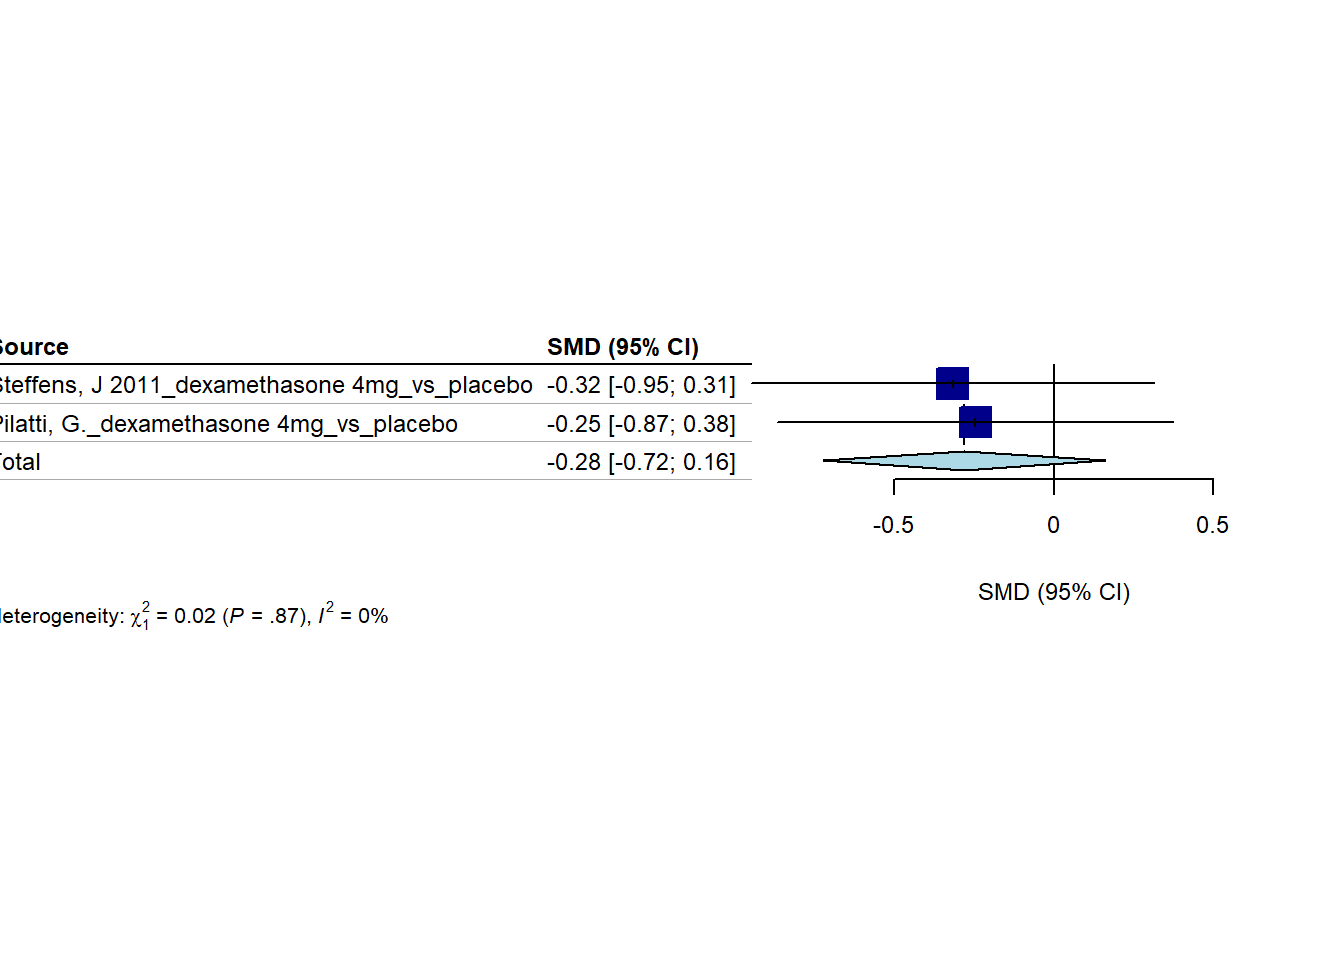 Source SMD (95% CI)
Steffens, J 2011_dexamethasone 4mg_vs_placebo -0.32 [-0.95; 0.31]
Pilatti, G._dexamethasone 4mg_vs_placebo -0.25 [-0.87; 0.38]
Total -0.28 [-0.72; 0.16]
-0.5 0 0.5
SMD (95% CI)
Heterogeneity: χ²₁ = 0.02 (P = .87), I² = 0%